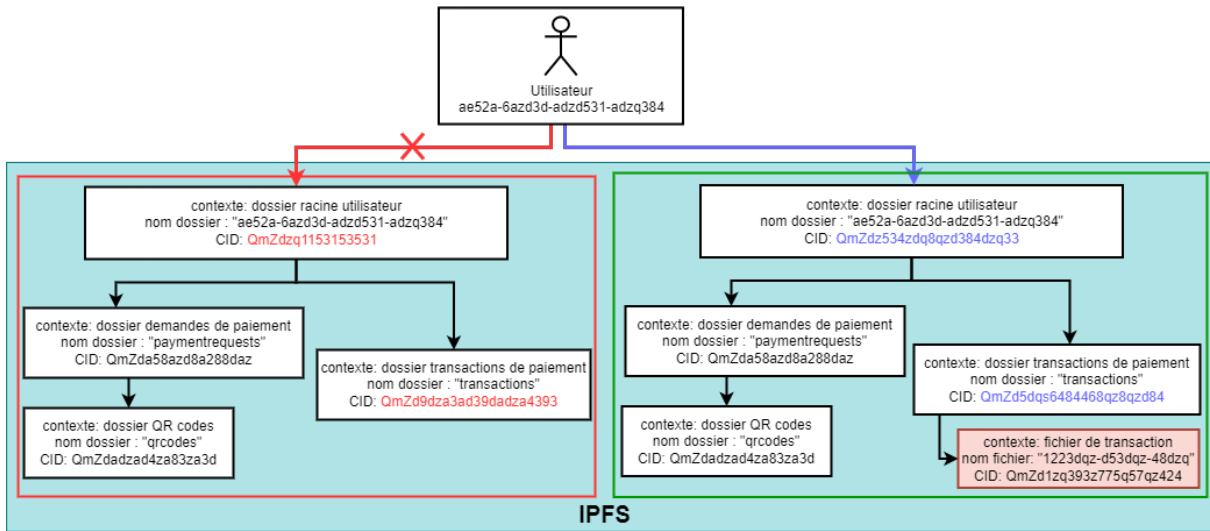 Utilisateur
ae52a-6azd3d-adzd531-adzq384
contexte: dossier racine utilisateur
nom dossier : "ae52a-6azd3d-adzd531-adzq384"
CID: QmZdzq1153153531
contexte: dossier demandes de paiement
nom dossier : "paymentrequests"
CID: QmZda58azd8a288daz
contexte: dossier transactions de paiement
nom dossier : "transactions"
CID: QmZd9dza3ad39dadza4393
contexte: dossier QR codes
nom dossier : "qrcodes"
CID: QmZdadzad4za83za3d
contexte: dossier racine utilisateur
nom dossier : "ae52a-6azd3d-adzd531-adzq384"
CID: QmZdz534zdq8qzd384dzq33
contexte: dossier demandes de paiement
nom dossier : "paymentrequests"
CID: QmZda58azd8a288daz
contexte: dossier transactions de paiement
nom dossier : "transactions"
CID: QmZd5dqs6484468qz8qzd84
contexte: dossier QR codes
nom dossier : "qrcodes"
CID: QmZdadzad4za83za3d
contexte: fichier de transaction
nom fichier: "1223dqz-d53dqz-48dzq"
CID: QmZd1zq393z775q57qz424
IPFS